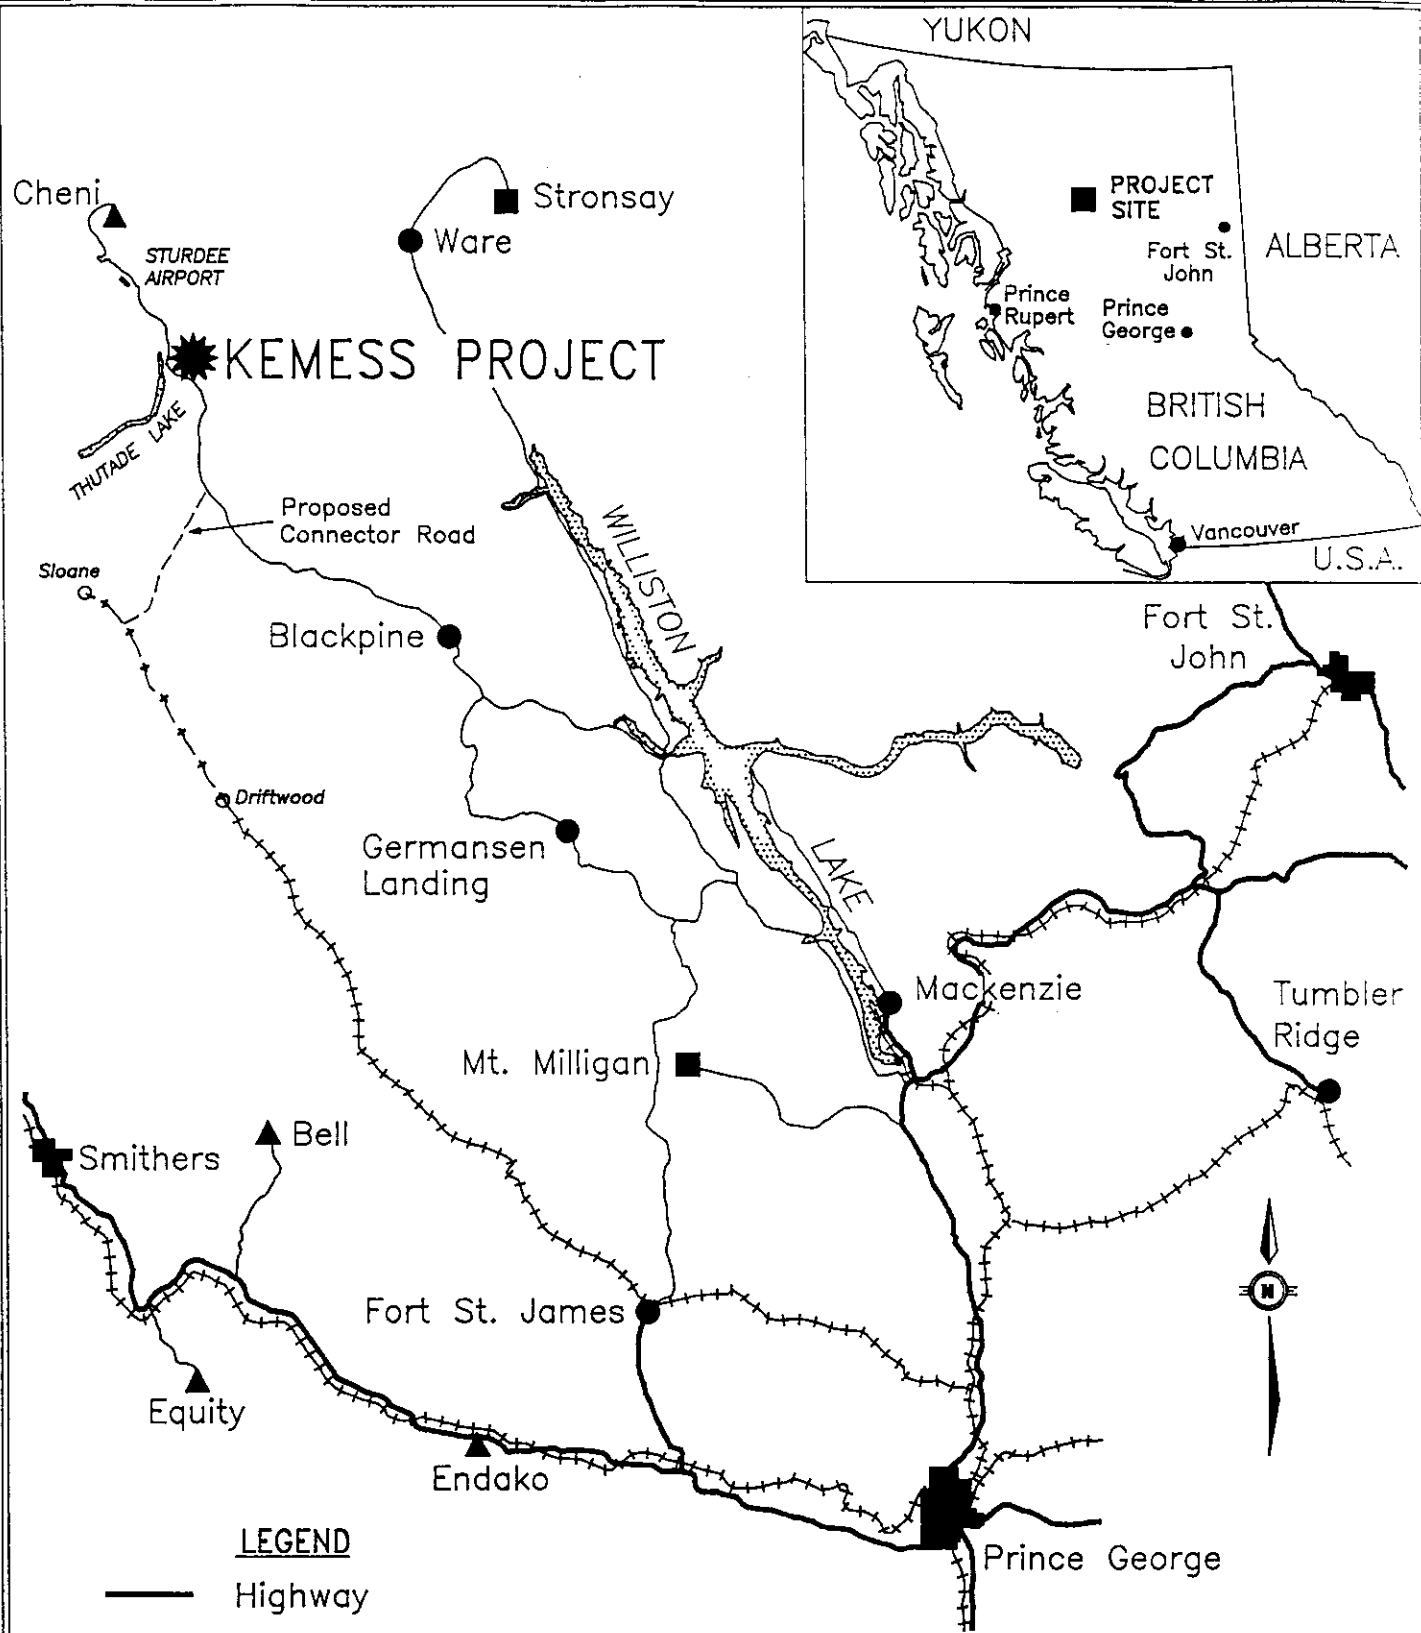 YUKON
PROJECT
SITE
Fort St.
John
ALBERTA
Prince
Rupert
Prince
George
BRITISH
COLUMBIA
Vancouver
U.S.A.
Cheni
STURDEE
AIRPORT
Stronsay
Ware
KEMESS PROJECT
THUTADE LAKE
Proposed
Connector Road
Sloane
WILLISTON
LAKE
Blackpine
Fort St.
John
Driftwood
Germansen
Landing
Mackenzie
Tumbler
Ridge
Mt. Milligan
Bell
Smithers
N
Fort St. James
Equity
Endako
Prince George
LEGEND
Highway